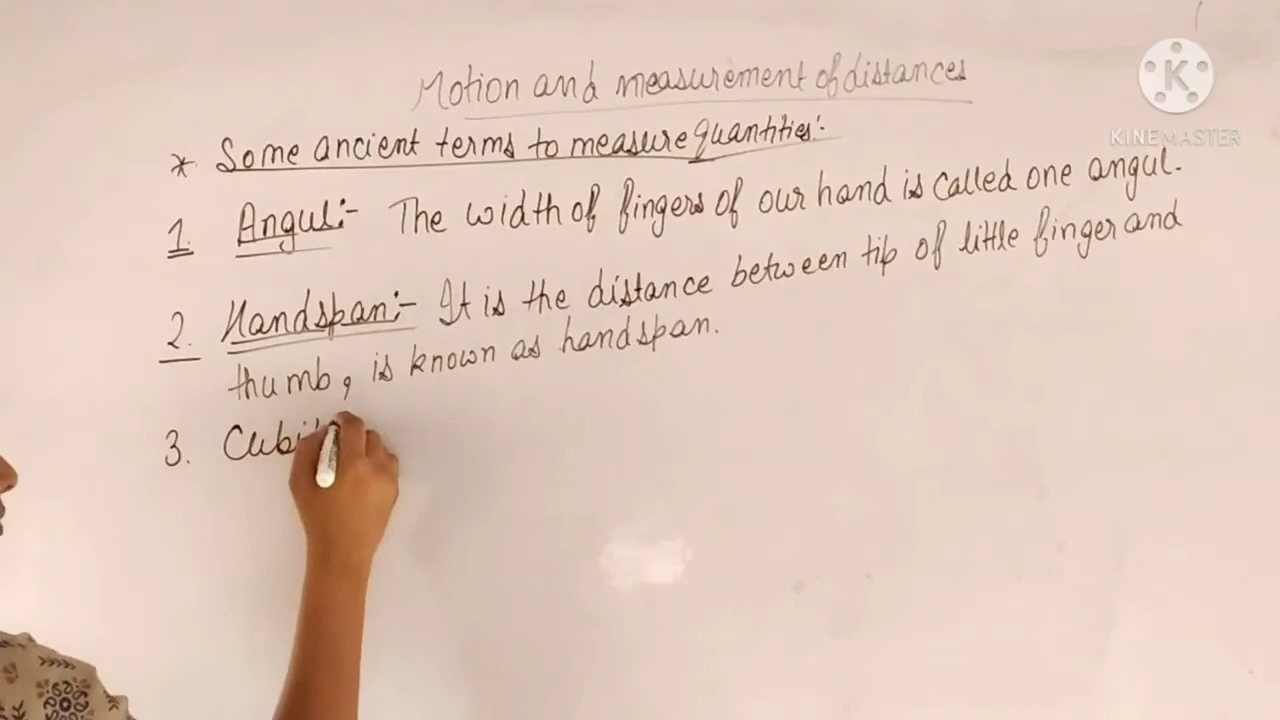 Motion and measurement of distances
* Some ancient terms to measure quantities:-
1. Angul:- The width of fingers of our hand is called one angul.
2. Handspan:- It is the distance between tip of little finger and
thumb, is known as handspan.
3. Cubi
KINEMASTER